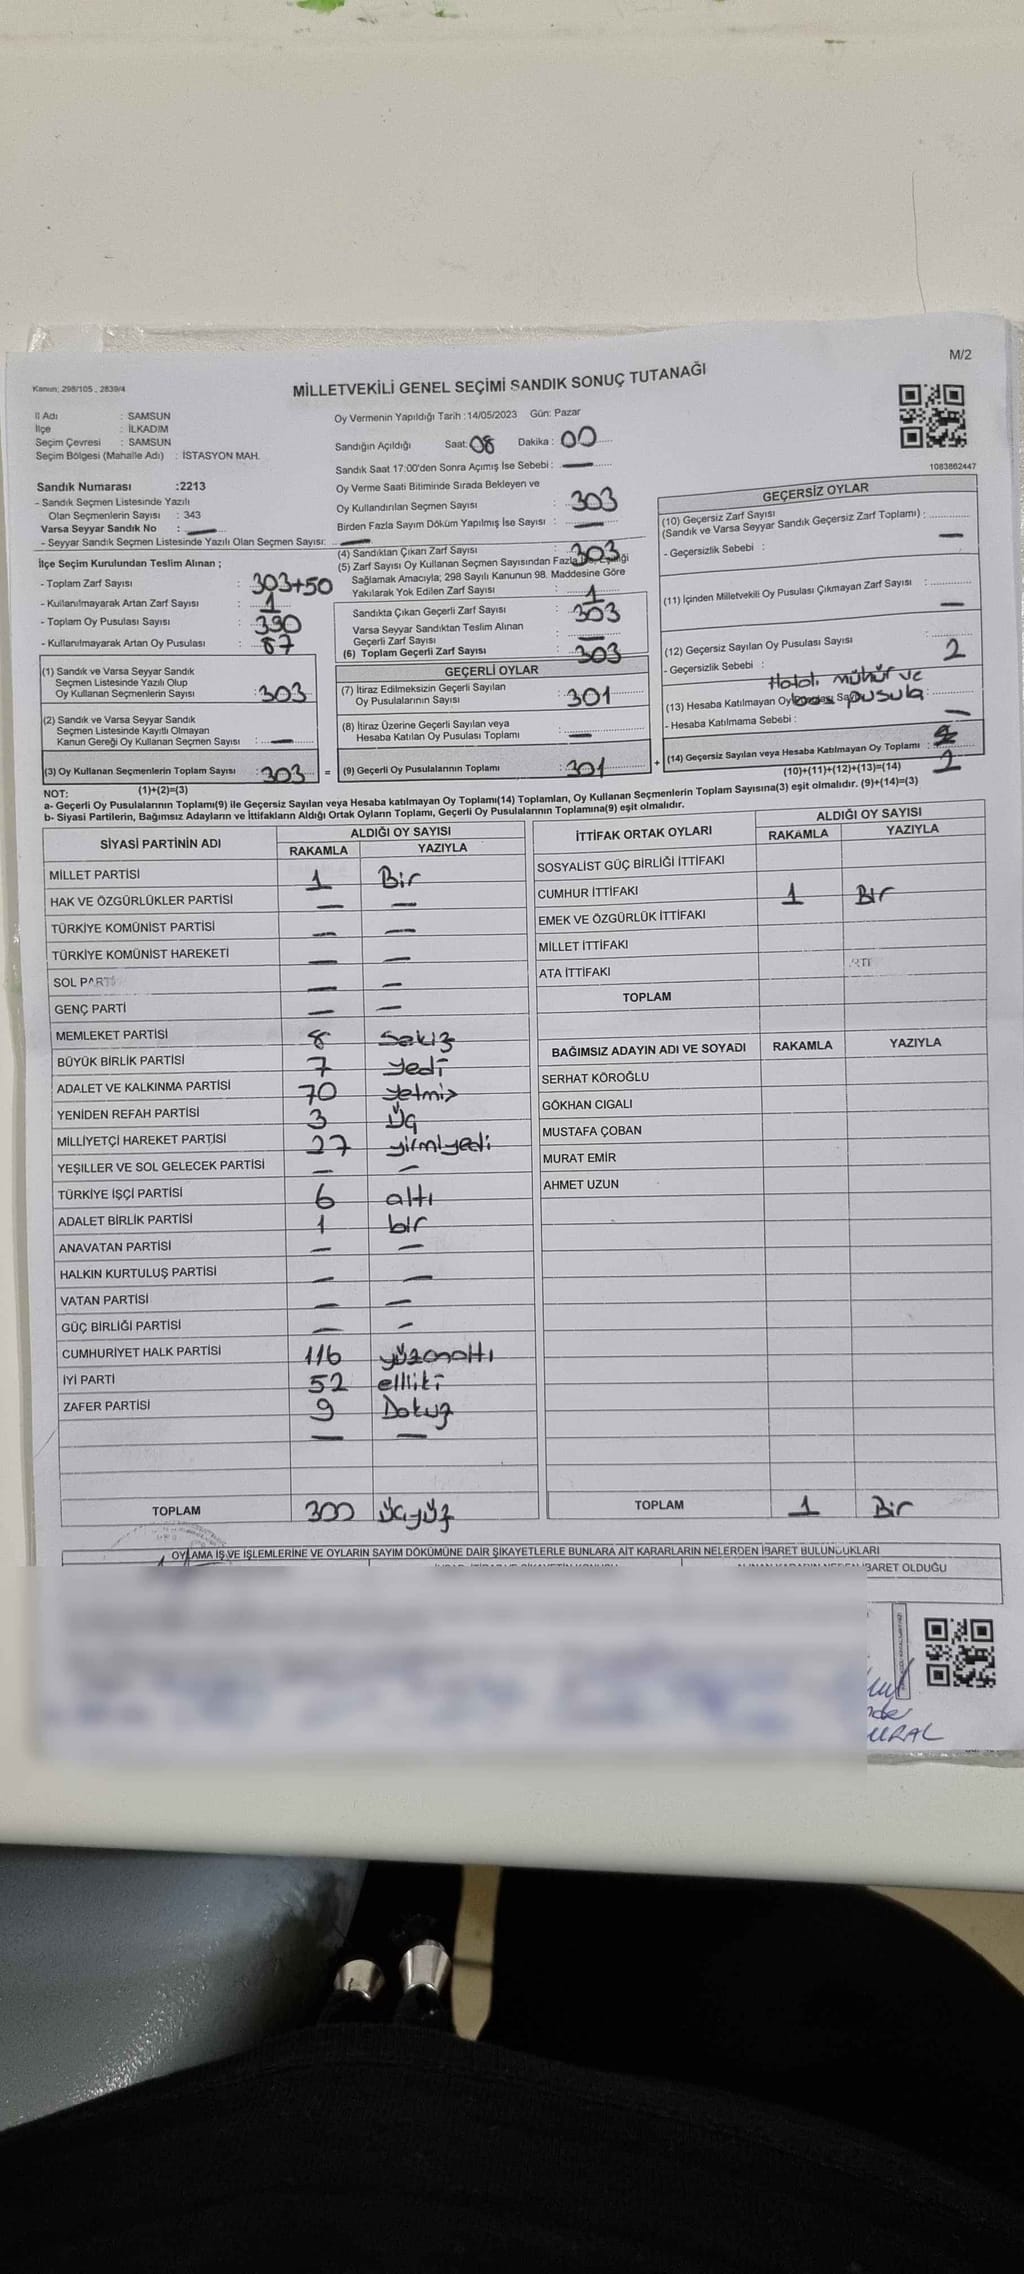 M/2
Kanun: 298/105 , 2839/4
MİLLETVEKİLİ GENEL SEÇİMİ SANDIK SONUÇ TUTANAĞI
İl Adı : SAMSUN
İlçe : İLKADIM
Seçim Çevresi : SAMSUN
Seçim Bölgesi (Mahalle Adı) : İSTASYON MAH.
Oy Vermenin Yapıldığı Tarih :14/05/2023 Gün: Pazar
Sandığın Açıldığı Saat: 08 Dakika : 00
Sandık Saat 17:00'den Sonra Açımış İse Sebebi : —
1083862447
Sandık Numarası :2213
- Sandık Seçmen Listesinde Yazılı
Olan Seçmenlerin Sayısı : 343
Varsa Seyyar Sandık No : —
- Seyyar Sandık Seçmen Listesinde Yazılı Olan Seçmen Sayısı: —
Oy Verme Saati Bitiminde Sırada Bekleyen ve
Oy Kullandırılan Seçmen Sayısı : 303
Birden Fazla Sayım Döküm Yapılmış İse Sayısı : —
İlçe Seçim Kurulundan Teslim Alınan ;
- Toplam Zarf Sayısı : 303+50
- Kullanılmayarak Artan Zarf Sayısı : 1
- Toplam Oy Pusulası Sayısı : 390
- Kullanılmayarak Artan Oy Pusulası : 87
(1) Sandık ve Varsa Seyyar Sandık
Seçmen Listesinde Yazılı Olup
Oy Kullanan Seçmenlerin Sayısı : 303
(2) Sandık ve Varsa Seyyar Sandık
Seçmen Listesinde Kayıtlı Olmayan
Kanun Gereği Oy Kullanan Seçmen Sayısı : —
(3) Oy Kullanan Seçmenlerin Toplam Sayısı : 303 =
(1)+(2)=(3)
(4) Sandıktan Çıkan Zarf Sayısı : 303
(5) Zarf Sayısı Oy Kullanan Seçmen Sayısından Fazla İse, Eşitliği
Sağlamak Amacıyla; 298 Sayılı Kanunun 98. Maddesine Göre
Yakılarak Yok Edilen Zarf Sayısı : 1
Sandıkta Çıkan Geçerli Zarf Sayısı : 303
Varsa Seyyar Sandıktan Teslim Alınan
Geçerli Zarf Sayısı : —
(6) Toplam Geçerli Zarf Sayısı : 303
GEÇERLİ OYLAR
(7) İtiraz Edilmeksizin Geçerli Sayılan
Oy Pusulalarının Sayısı : 301
(8) İtiraz Üzerine Geçerli Sayılan veya
Hesaba Katılan Oy Pusulası Toplamı : —
(9) Geçerli Oy Pusulalarının Toplamı : 301 +
GEÇERSİZ OYLAR
(10) Geçersiz Zarf Sayısı
(Sandık ve Varsa Seyyar Sandık Geçersiz Zarf Toplamı) : —
- Geçersizlik Sebebi :
(11) İçinden Milletvekili Oy Pusulası Çıkmayan Zarf Sayısı : —
(12) Geçersiz Sayılan Oy Pusulası Sayısı : 2
- Geçersizlik Sebebi : Hatalı mühür ve
boş pusula
(13) Hesaba Katılmayan Oy Pusulası Sayısı : —
- Hesaba Katılmama Sebebi :
(14) Geçersiz Sayılan veya Hesaba Katılmayan Oy Toplamı : 2
(10)+(11)+(12)+(13)=(14)
NOT:
a- Geçerli Oy Pusulalarının Toplamı(9) ile Geçersiz Sayılan veya Hesaba katılmayan Oy Toplamı(14) Toplamları, Oy Kullanan Seçmenlerin Toplam Sayısına(3) eşit olmalıdır. (9)+(14)=(3)
b- Siyasi Partilerin, Bağımsız Adayların ve İttifakların Aldığı Ortak Oyların Toplamı, Geçerli Oy Pusulalarının Toplamına(9) eşit olmalıdır.
SİYASİ PARTİNİN ADI ALDIĞI OY SAYISI
RAKAMLA YAZIYLA
MİLLET PARTİSİ 1 Bir
HAK VE ÖZGÜRLÜKLER PARTİSİ — —
TÜRKİYE KOMÜNİST PARTİSİ — —
TÜRKİYE KOMÜNİST HAREKETİ — —
SOL PARTİ — —
GENÇ PARTİ — —
MEMLEKET PARTİSİ 8 Sekiz
BÜYÜK BİRLİK PARTİSİ 7 Yedi
ADALET VE KALKINMA PARTİSİ 70 yetmiş
YENİDEN REFAH PARTİSİ 3 Üç
MİLLİYETÇİ HAREKET PARTİSİ 27 yirmiyedi
YEŞİLLER VE SOL GELECEK PARTİSİ — —
TÜRKİYE İŞÇİ PARTİSİ 6 altı
ADALET BİRLİK PARTİSİ 1 bir
ANAVATAN PARTİSİ — —
HALKIN KURTULUŞ PARTİSİ — —
VATAN PARTİSİ — —
GÜÇ BİRLİĞİ PARTİSİ — —
CUMHURİYET HALK PARTİSİ 116 yüzonaltı
İYİ PARTİ 52 elliiki
ZAFER PARTİSİ 9 Dokuz
— —
TOPLAM 300 Üçyüz
İTTİFAK ORTAK OYLARI ALDIĞI OY SAYISI
RAKAMLA YAZIYLA
SOSYALİST GÜÇ BİRLİĞİ İTTİFAKI
CUMHUR İTTİFAKI 1 Bir
EMEK VE ÖZGÜRLÜK İTTİFAKI
MİLLET İTTİFAKI
ATA İTTİFAKI
TOPLAM
BAĞIMSIZ ADAYIN ADI VE SOYADI RAKAMLA YAZIYLA
SERHAT KÖROĞLU
GÖKHAN CIGALI
MUSTAFA ÇOBAN
MURAT EMİR
AHMET UZUN
TOPLAM 1 Bir
OYLAMA İŞ VE İŞLEMLERİNE VE OYLARIN SAYIM DÖKÜMÜNE DAİR ŞİKAYETLERLE BUNLARA AİT KARARLARIN NELERDEN İBARET BULUNDUKLARI
İBARET OLDUĞU
URAL